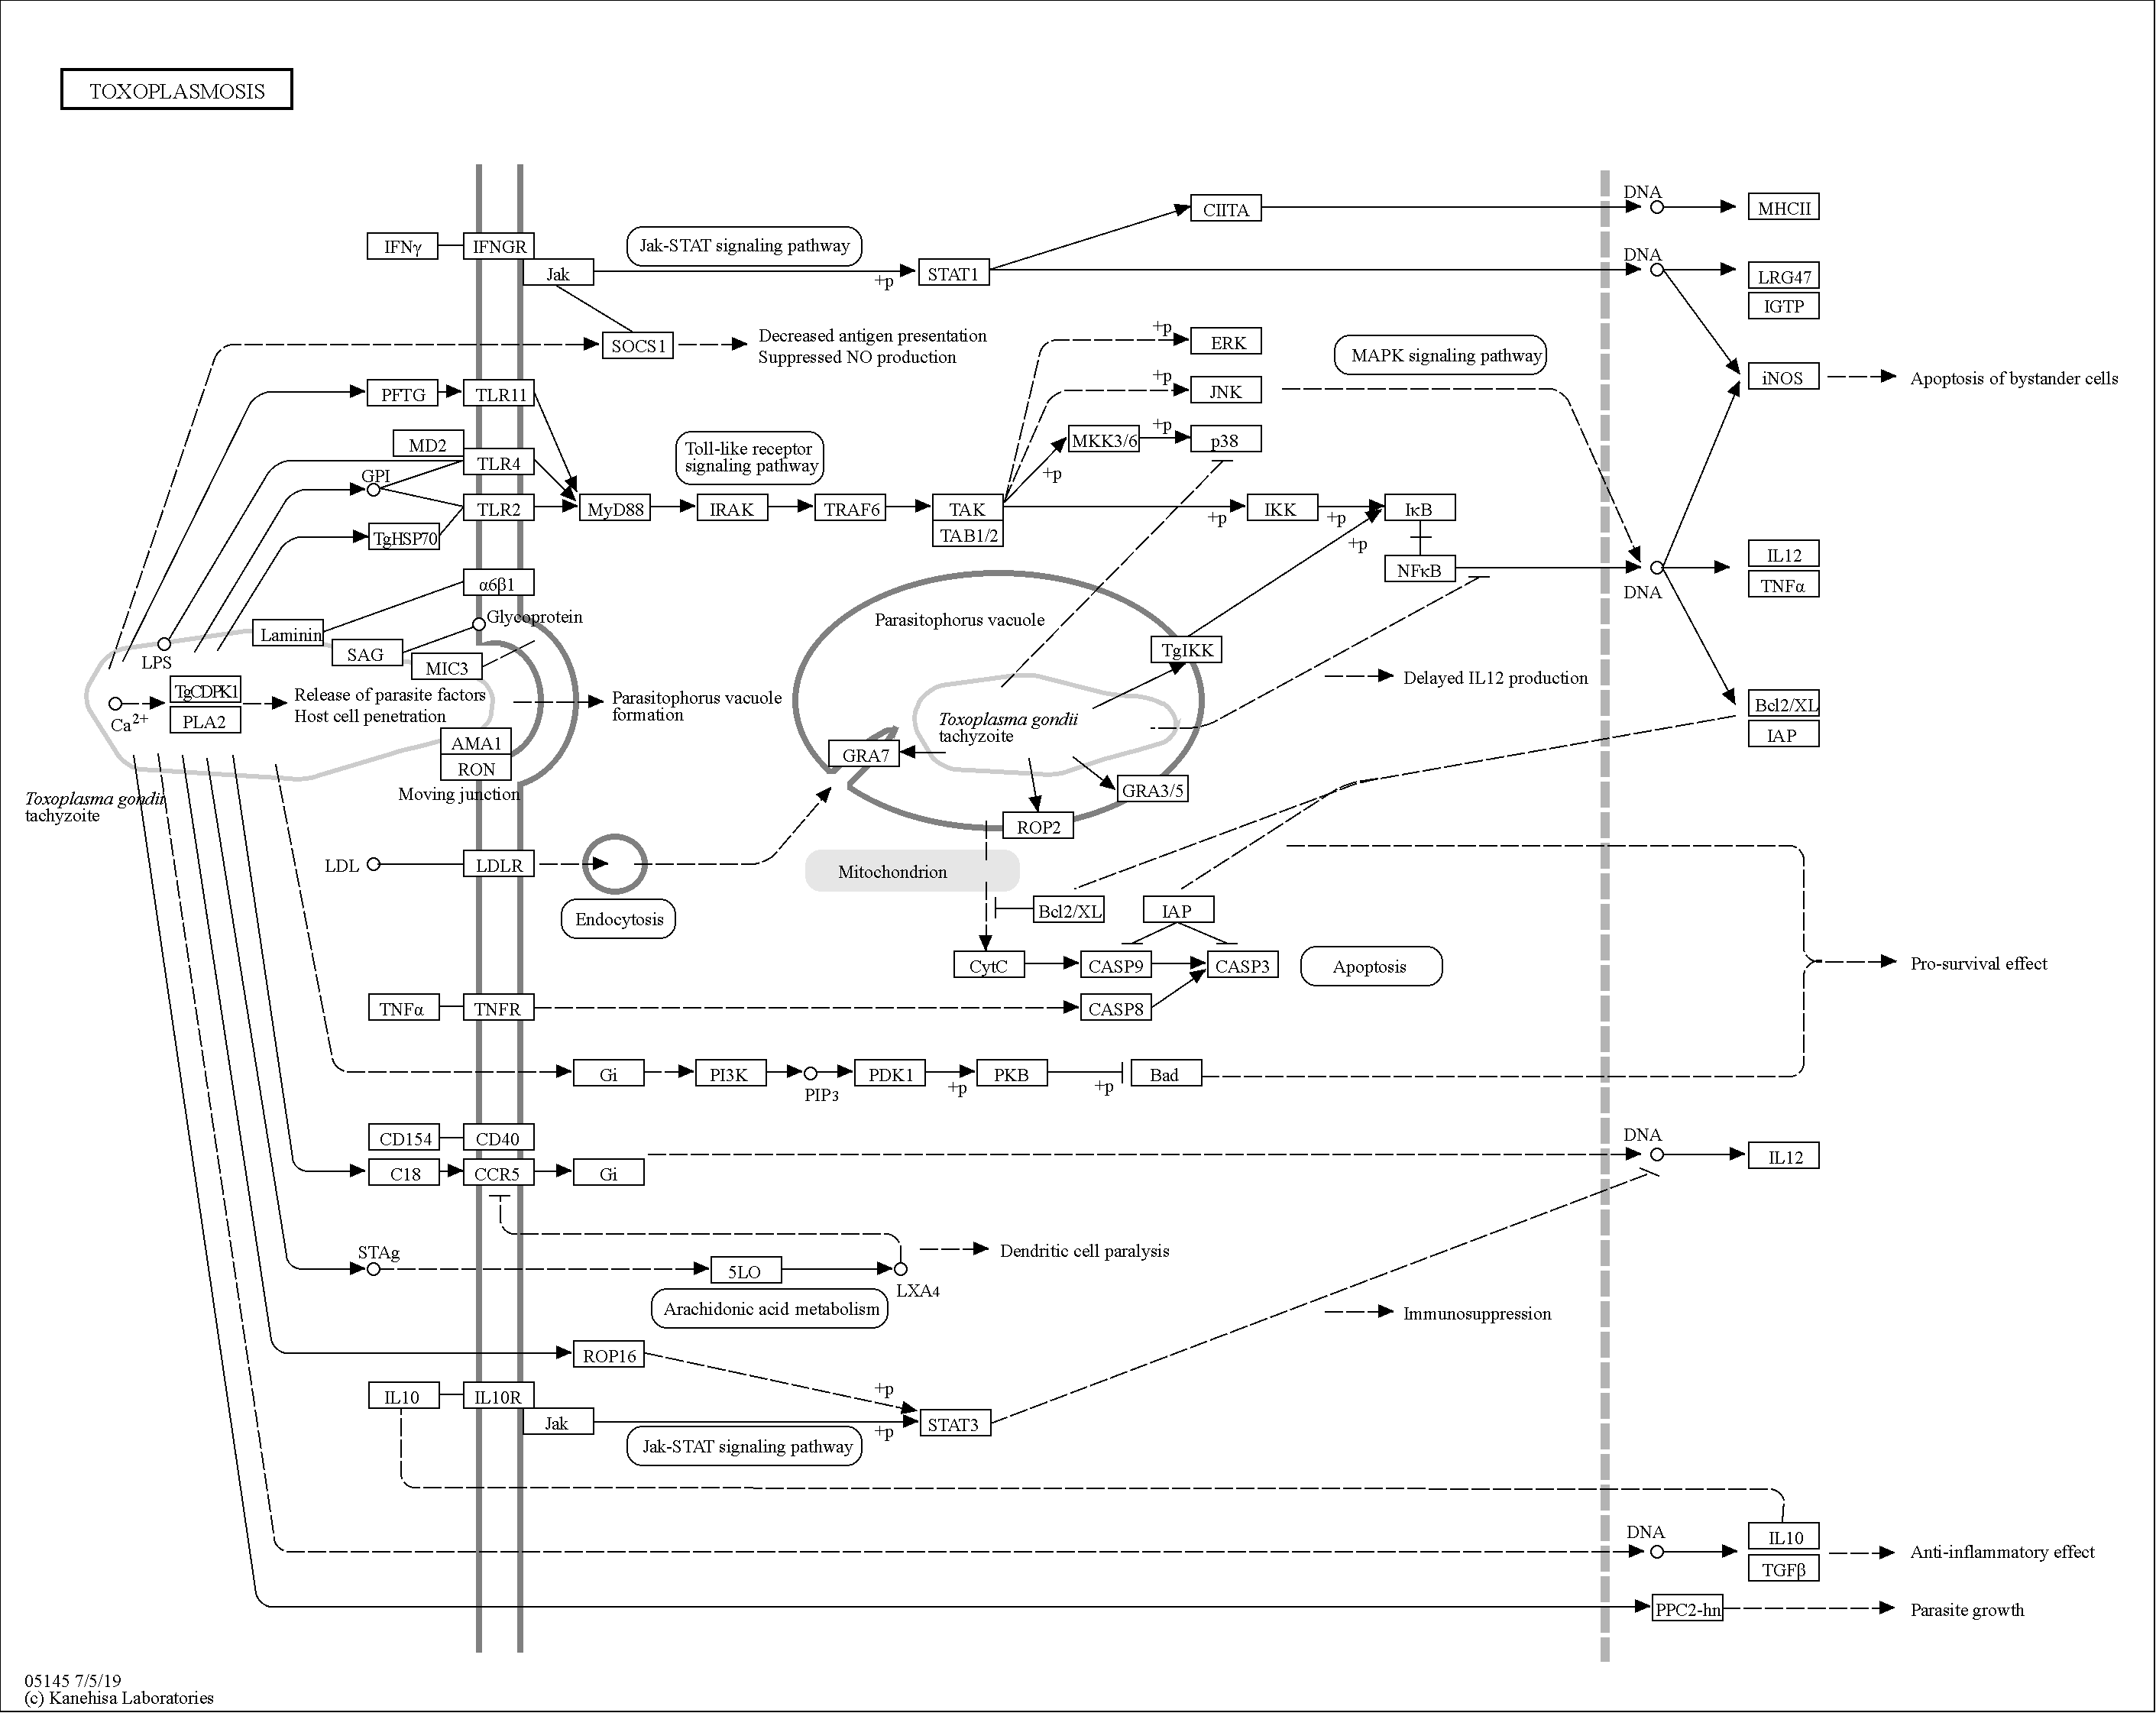 TOXOPLASMOSIS
DNA
CIITA
MHCII
IFNγ
IFNGR
Jak-STAT signaling pathway
DNA
Jak
+p
STAT1
LRG47
IGTP
SOCS1
Decreased antigen presentation
Suppressed NO production
+p
ERK
MAPK signaling pathway
+p
JNK
iNOS
Apoptosis of bystander cells
PFTG
TLR11
MD2
TLR4
GPI
Toll-like receptor
signaling pathway
MKK3/6
+p
p38
+p
TLR2
MyD88
IRAK
TRAF6
TAK
TAB1/2
+p
IKK
+p
IκB
+p
TgHSP70
NFκB
IL12
TNFα
DNA
α6β1
Glycoprotein
Laminin
SAG
MIC3
LPS
Parasitophorus vacuole
TgIKK
Ca2+
TgCDPK1
PLA2
Release of parasite factors
Host cell penetration
Parasitophorus vacuole
formation
Delayed IL12 production
Toxoplasma gondii
tachyzoite
Bcl2/XL
IAP
AMA1
RON
Moving junction
GRA7
GRA3/5
ROP2
Toxoplasma gondii
tachyzoite
LDL
LDLR
Mitochondrion
Endocytosis
Bcl2/XL
IAP
CytC
CASP9
CASP3
Apoptosis
Pro-survival effect
TNFα
TNFR
CASP8
Gi
PI3K
PIP3
PDK1
+p
PKB
+p
Bad
CD154
CD40
DNA
C18
CCR5
Gi
IL12
STAg
5LO
LXA4
Dendritic cell paralysis
Arachidonic acid metabolism
Immunosuppression
ROP16
+p
IL10
IL10R
Jak
+p
STAT3
Jak-STAT signaling pathway
DNA
IL10
TGFβ
Anti-inflammatory effect
PPC2-hn
Parasite growth
05145 7/5/19
(c) Kanehisa Laboratories